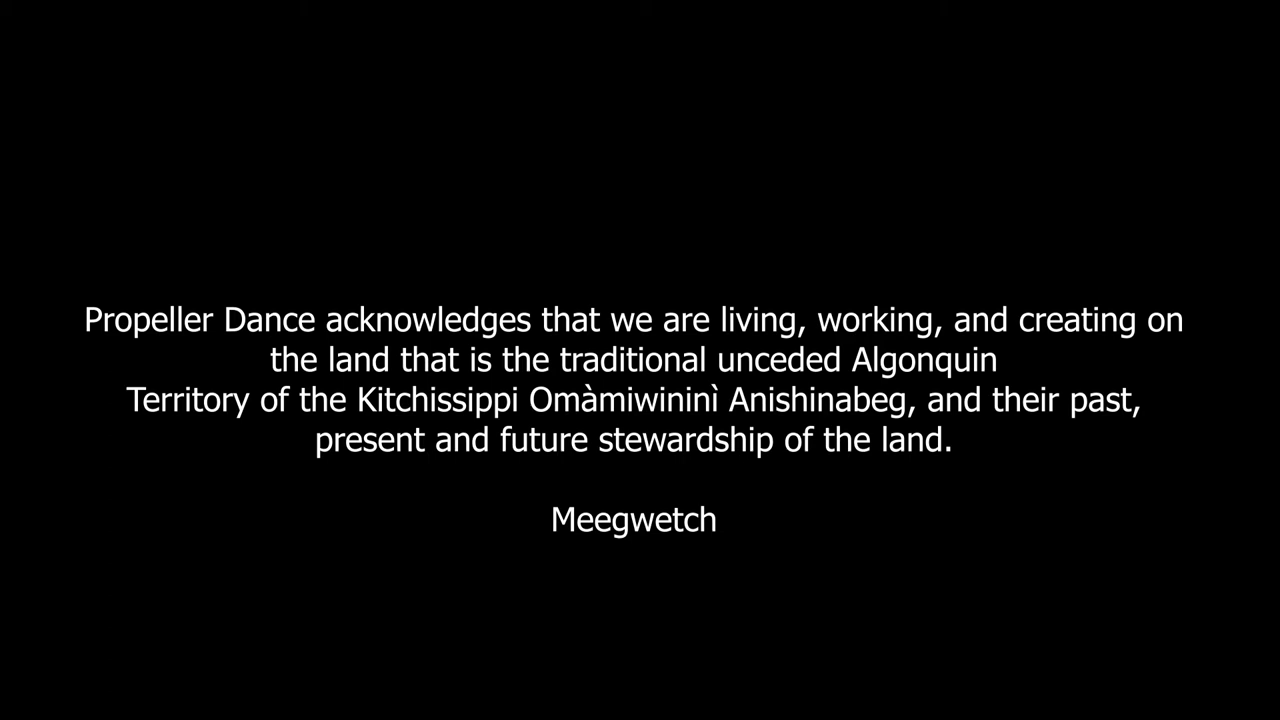 Propeller Dance acknowledges that we are living, working, and creating on
the land that is the traditional unceded Algonquin
Territory of the Kitchissippi Omàmiwininì Anishinabeg, and their past,
present and future stewardship of the land.
Meegwetch